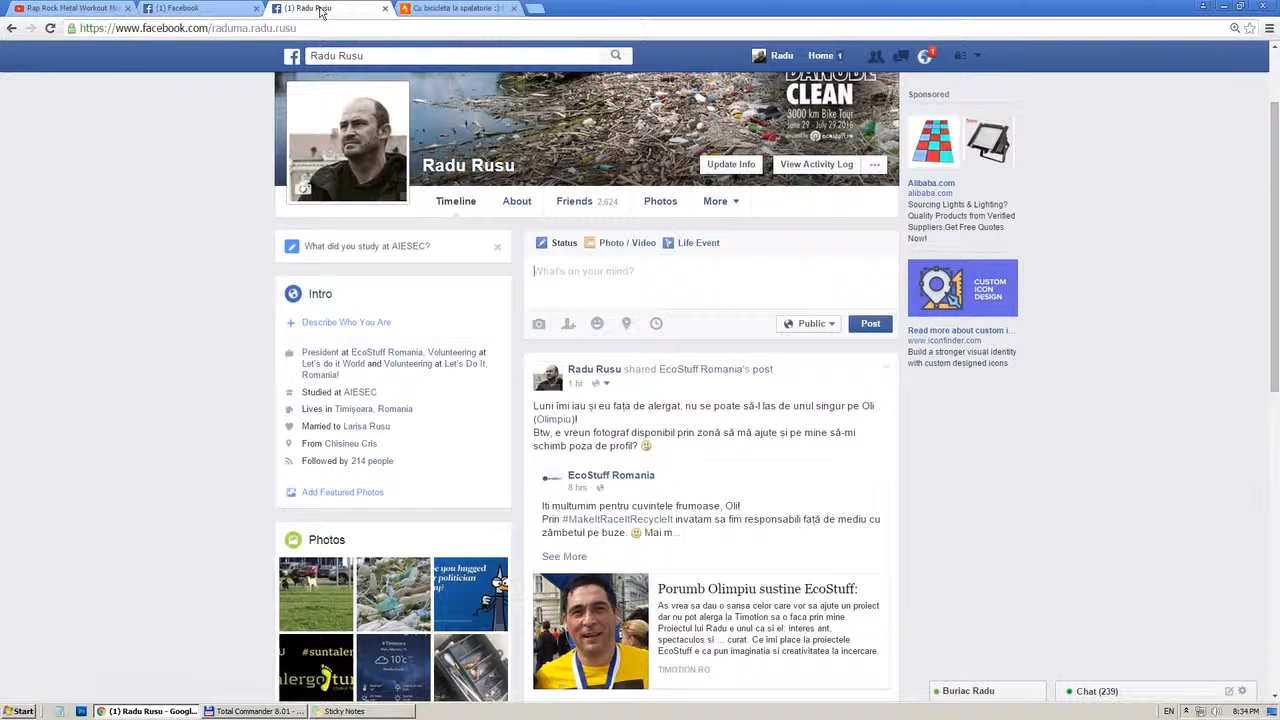 Rap Rock Metal Workout Mo
(1) Facebook
(1) Radu Rusu
Cu bicicleta la spalatorie :)
https://www.facebook.com/raduma.radu.rusu
Radu Rusu
Radu
Home 1
1
DANUBE
CLEAN
3000 km Bike Tour
June 29 - July 29 2016
Radu Rusu
Update Info
View Activity Log
Timeline
About
Friends 2,624
Photos
More
Sponsored
New
Alibaba.com
alibaba.com
Sourcing Lights & Lighting?
Quality Products from Verified
Suppliers.Get Free Quotes
Now!
CUSTOM
ICON
DESIGN
Read more about custom i...
www.iconfinder.com
Build a stronger visual identity
with custom designed icons
What did you study at AIESEC?
Intro
Describe Who You Are
President at EcoStuff Romania, Volunteering at
Let's do it World and Volunteering at Let's Do It,
Romania!
Studied at AIESEC
Lives in Timișoara, Romania
Married to Larisa Rusu
From Chisineu Cris
Followed by 214 people
Add Featured Photos
Photos
you hugged
politician
#suntaler
alergotu
Timișoara
10°C
Status
Photo / Video
Life Event
What's on your mind?
Public
Post
Radu Rusu shared EcoStuff Romania's post.
1 hr
Luni îmi iau și eu fața de alergat, nu se poate să-l las de unul singur pe Oli
(Olimpiu)!
Btw, e vreun fotograf disponibil prin zonă să mă ajute și pe mine să-mi
schimb poza de profil?
EcoStuff Romania
8 hrs
Iti multumim pentru cuvintele frumoase, Oli!
Prin #MakeItRaceItRecycleIt invatam sa fim responsabili față de mediu cu
zâmbetul pe buze. Mai m...
See More
Porumb Olimpiu sustine EcoStuff:
As vrea sa dau o sansa celor care vor sa ajute un proiect
dar nu pot alerga la Timotion sa o faca prin mine.
Proiectul lui Radu e unul ca si el: interes ant,
spectaculos si ... curat. Ce imi place la proiectele
EcoStuff e ca pun imaginatia si creativitatea la incercare.
TIMOTION.RO
Buriac Radu
Chat (239)
Start
(1) Radu Rusu - Googl...
Total Commander 8.01 - ...
Sticky Notes
EN
8:34 PM